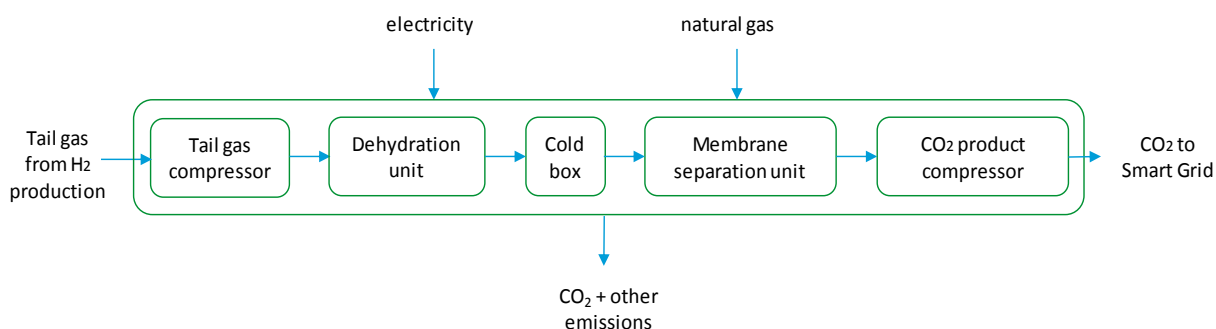 electricity
natural gas
Tail gas
from H2
production
Tail gas
compressor
Dehydration
unit
Cold
box
Membrane
separation unit
CO2 product
compressor
CO2 to
Smart Grid
CO₂ + other
emissions